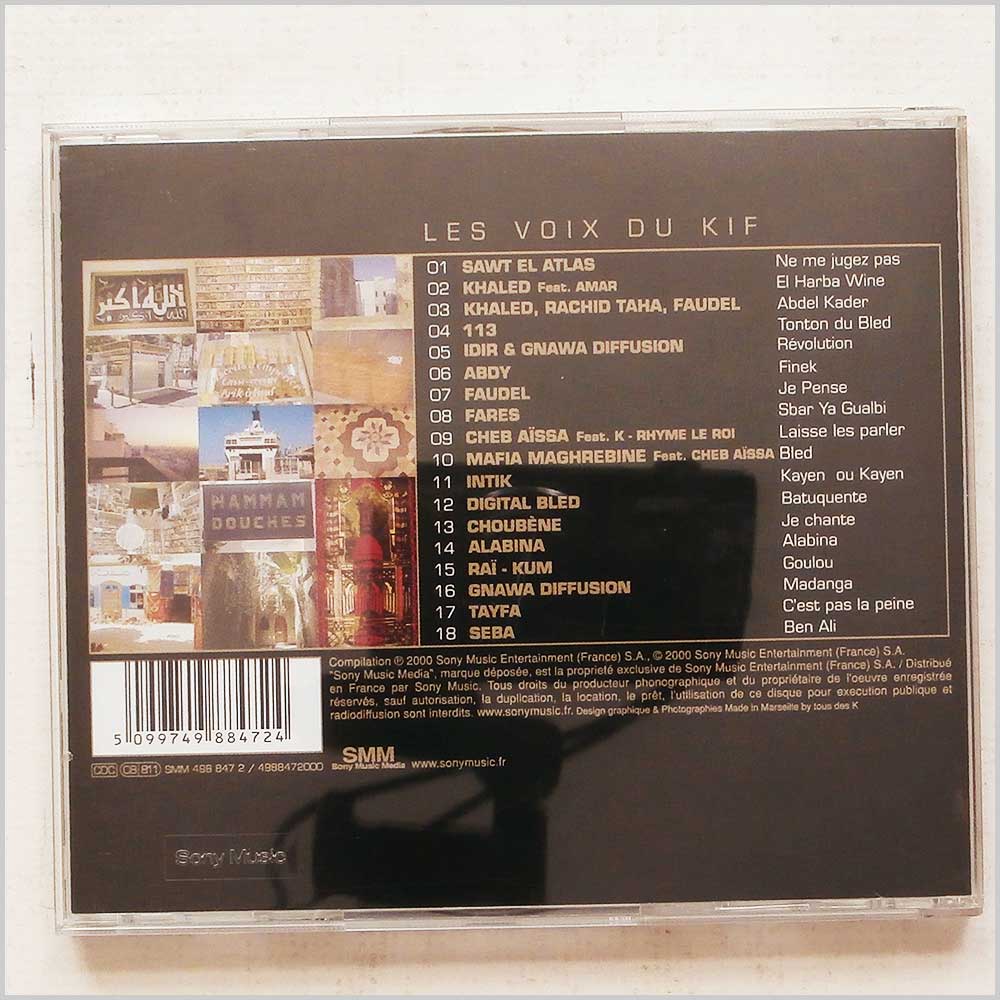 LES VOIX DU KIF
01 SAWT EL ATLAS Ne me jugez pas
02 KHALED Feat. AMAR El Harba Wine
03 KHALED, RACHID TAHA, FAUDEL Abdel Kader
04 113 Tonton du Bled
05 IDIR & GNAWA DIFFUSION Révolution
06 ABDY Finek
07 FAUDEL Je Pense
08 FARES Sbar Ya Gualbi
09 CHEB AÏSSA Feat. K - RHYME LE ROI Laisse les parler
10 MAFIA MAGHREBINE Feat. CHEB AÏSSA Bled
11 INTIK Kayen ou Kayen
12 DIGITAL BLED Batuquente
13 CHOUBÈNE Je chante
14 ALABINA Alabina
15 RAÏ - KUM Goulou
16 GNAWA DIFFUSION Madanga
17 TAYFA C'est pas la peine
18 SEBA Ben Ali
الله أكبر
HAMMAM
DOUCHES
Compilation ℗ 2000 Sony Music Entertainment (France) S.A., © 2000 Sony Music Entertainment (France) S.A.
"Sony Music Media", marque déposée, est la propriété exclusive de Sony Music Entertainment (France) S.A. / Distribué
en France par Sony Music. Tous droits du producteur phonographique et du propriétaire de l'oeuvre enregistrée
réservés, sauf autorisation, la duplication, la location, le prêt, l'utilisation de ce disque pour execution publique et
radiodiffusion sont interdits. www.sonymusic.fr. Design graphique & Photographies Made in Marseille by tous des K
5 099749 884724
CDC CB 811 SMM 498 847 2 / 4988472000
SMM
Sony Music Media www.sonymusic.fr
Sony Music